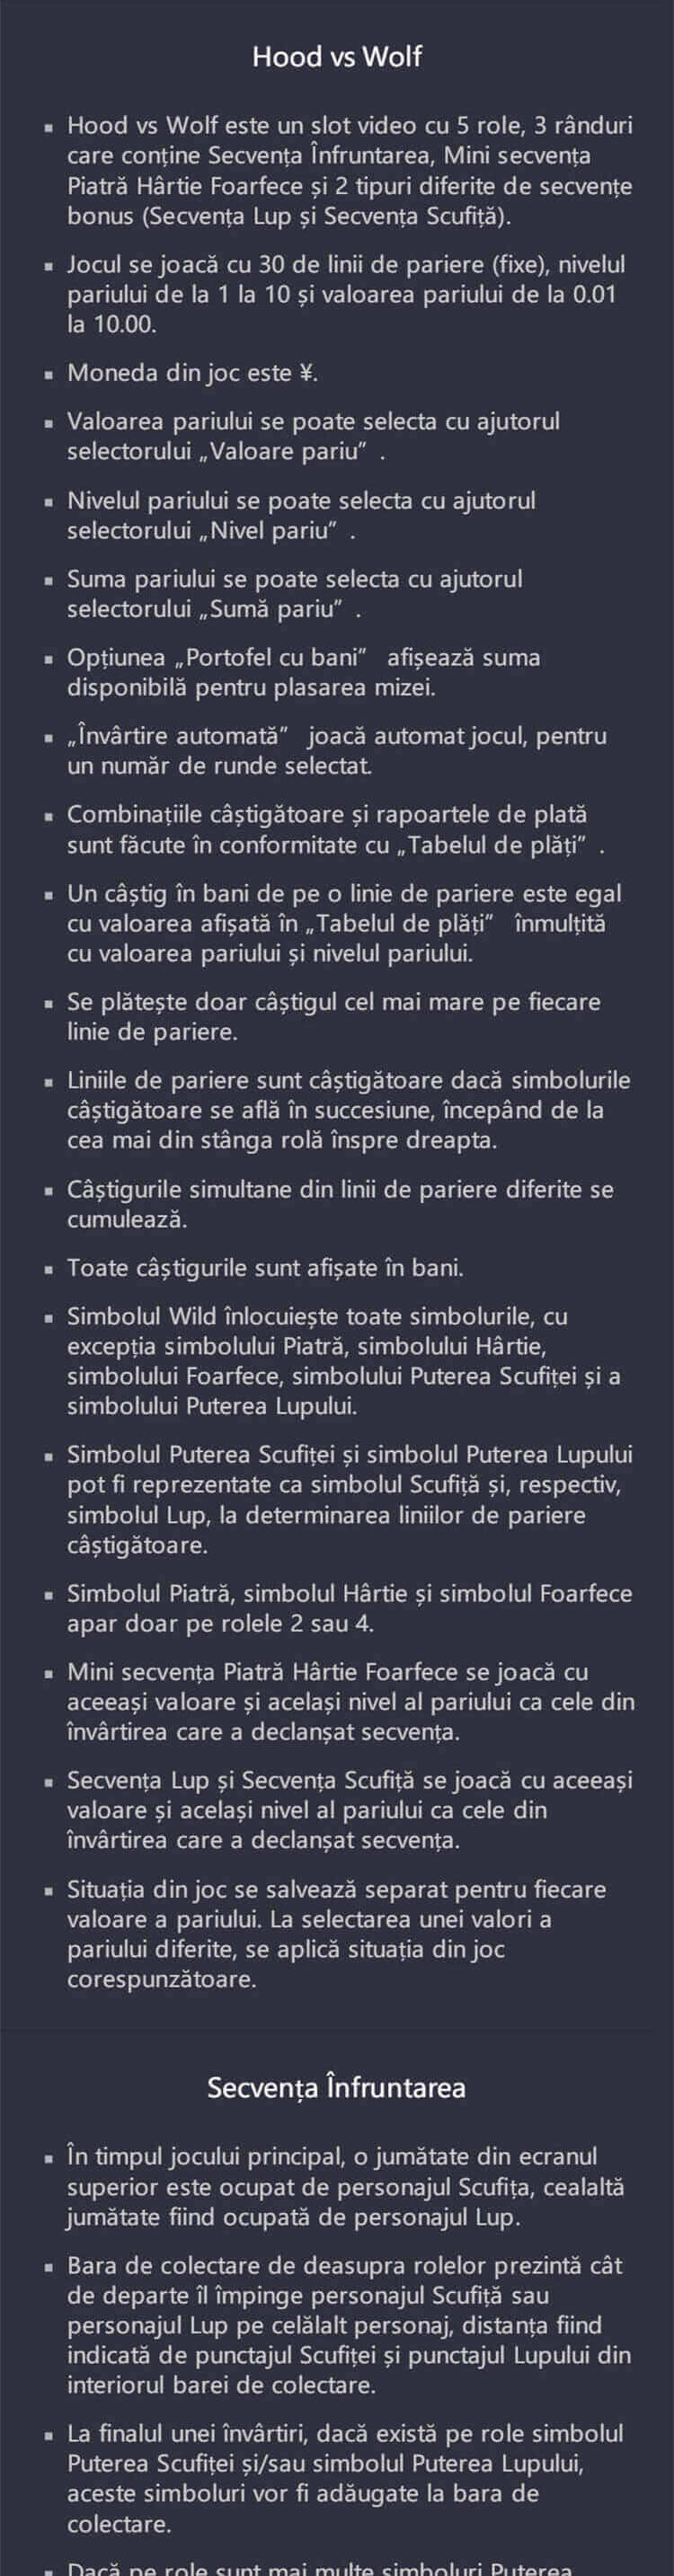 Hood vs Wolf
▪ Hood vs Wolf este un slot video cu 5 role, 3 rânduri
care conține Secvența Înfruntarea, Mini secvența
Piatră Hârtie Foarfece și 2 tipuri diferite de secvențe
bonus (Secvența Lup și Secvența Scufiță).
▪ Jocul se joacă cu 30 de linii de pariere (fixe), nivelul
pariului de la 1 la 10 și valoarea pariului de la 0.01
la 10.00.
▪ Moneda din joc este ¥.
▪ Valoarea pariului se poate selecta cu ajutorul
selectorului „Valoare pariu” .
▪ Nivelul pariului se poate selecta cu ajutorul
selectorului „Nivel pariu” .
▪ Suma pariului se poate selecta cu ajutorul
selectorului „Sumă pariu” .
▪ Opțiunea „Portofel cu bani” afișează suma
disponibilă pentru plasarea mizei.
▪ „Învârtire automată” joacă automat jocul, pentru
un număr de runde selectat.
▪ Combinațiile câștigătoare și rapoartele de plată
sunt făcute în conformitate cu „Tabelul de plăți” .
▪ Un câștig în bani de pe o linie de pariere este egal
cu valoarea afișată în „Tabelul de plăți” înmulțită
cu valoarea pariului și nivelul pariului.
▪ Se plătește doar câștigul cel mai mare pe fiecare
linie de pariere.
▪ Liniile de pariere sunt câștigătoare dacă simbolurile
câștigătoare se află în succesiune, începând de la
cea mai din stânga rolă înspre dreapta.
▪ Câștigurile simultane din linii de pariere diferite se
cumulează.
▪ Toate câștigurile sunt afișate în bani.
▪ Simbolul Wild înlocuiește toate simbolurile, cu
excepția simbolului Piatră, simbolului Hârtie,
simbolului Foarfece, simbolului Puterea Scufiței și a
simbolului Puterea Lupului.
▪ Simbolul Puterea Scufiței și simbolul Puterea Lupului
pot fi reprezentate ca simbolul Scufiță și, respectiv,
simbolul Lup, la determinarea liniilor de pariere
câștigătoare.
▪ Simbolul Piatră, simbolul Hârtie și simbolul Foarfece
apar doar pe rolele 2 sau 4.
▪ Mini secvența Piatră Hârtie Foarfece se joacă cu
aceeași valoare și același nivel al pariului ca cele din
învârtirea care a declanșat secvența.
▪ Secvența Lup și Secvența Scufiță se joacă cu aceeași
valoare și același nivel al pariului ca cele din
învârtirea care a declanșat secvența.
▪ Situația din joc se salvează separat pentru fiecare
valoare a pariului. La selectarea unei valori a
pariului diferite, se aplică situația din joc
corespunzătoare.
Secvența Înfruntarea
▪ În timpul jocului principal, o jumătate din ecranul
superior este ocupat de personajul Scufița, cealaltă
jumătate fiind ocupată de personajul Lup.
▪ Bara de colectare de deasupra rolelor prezintă cât
de departe îl împinge personajul Scufiță sau
personajul Lup pe celălalt personaj, distanța fiind
indicată de punctajul Scufiței și punctajul Lupului din
interiorul barei de colectare.
▪ La finalul unei învârtiri, dacă există pe role simbolul
Puterea Scufiței și/sau simbolul Puterea Lupului,
aceste simboluri vor fi adăugate la bara de
colectare.
▪ Dacă pe role sunt mai multe simboluri Puterea